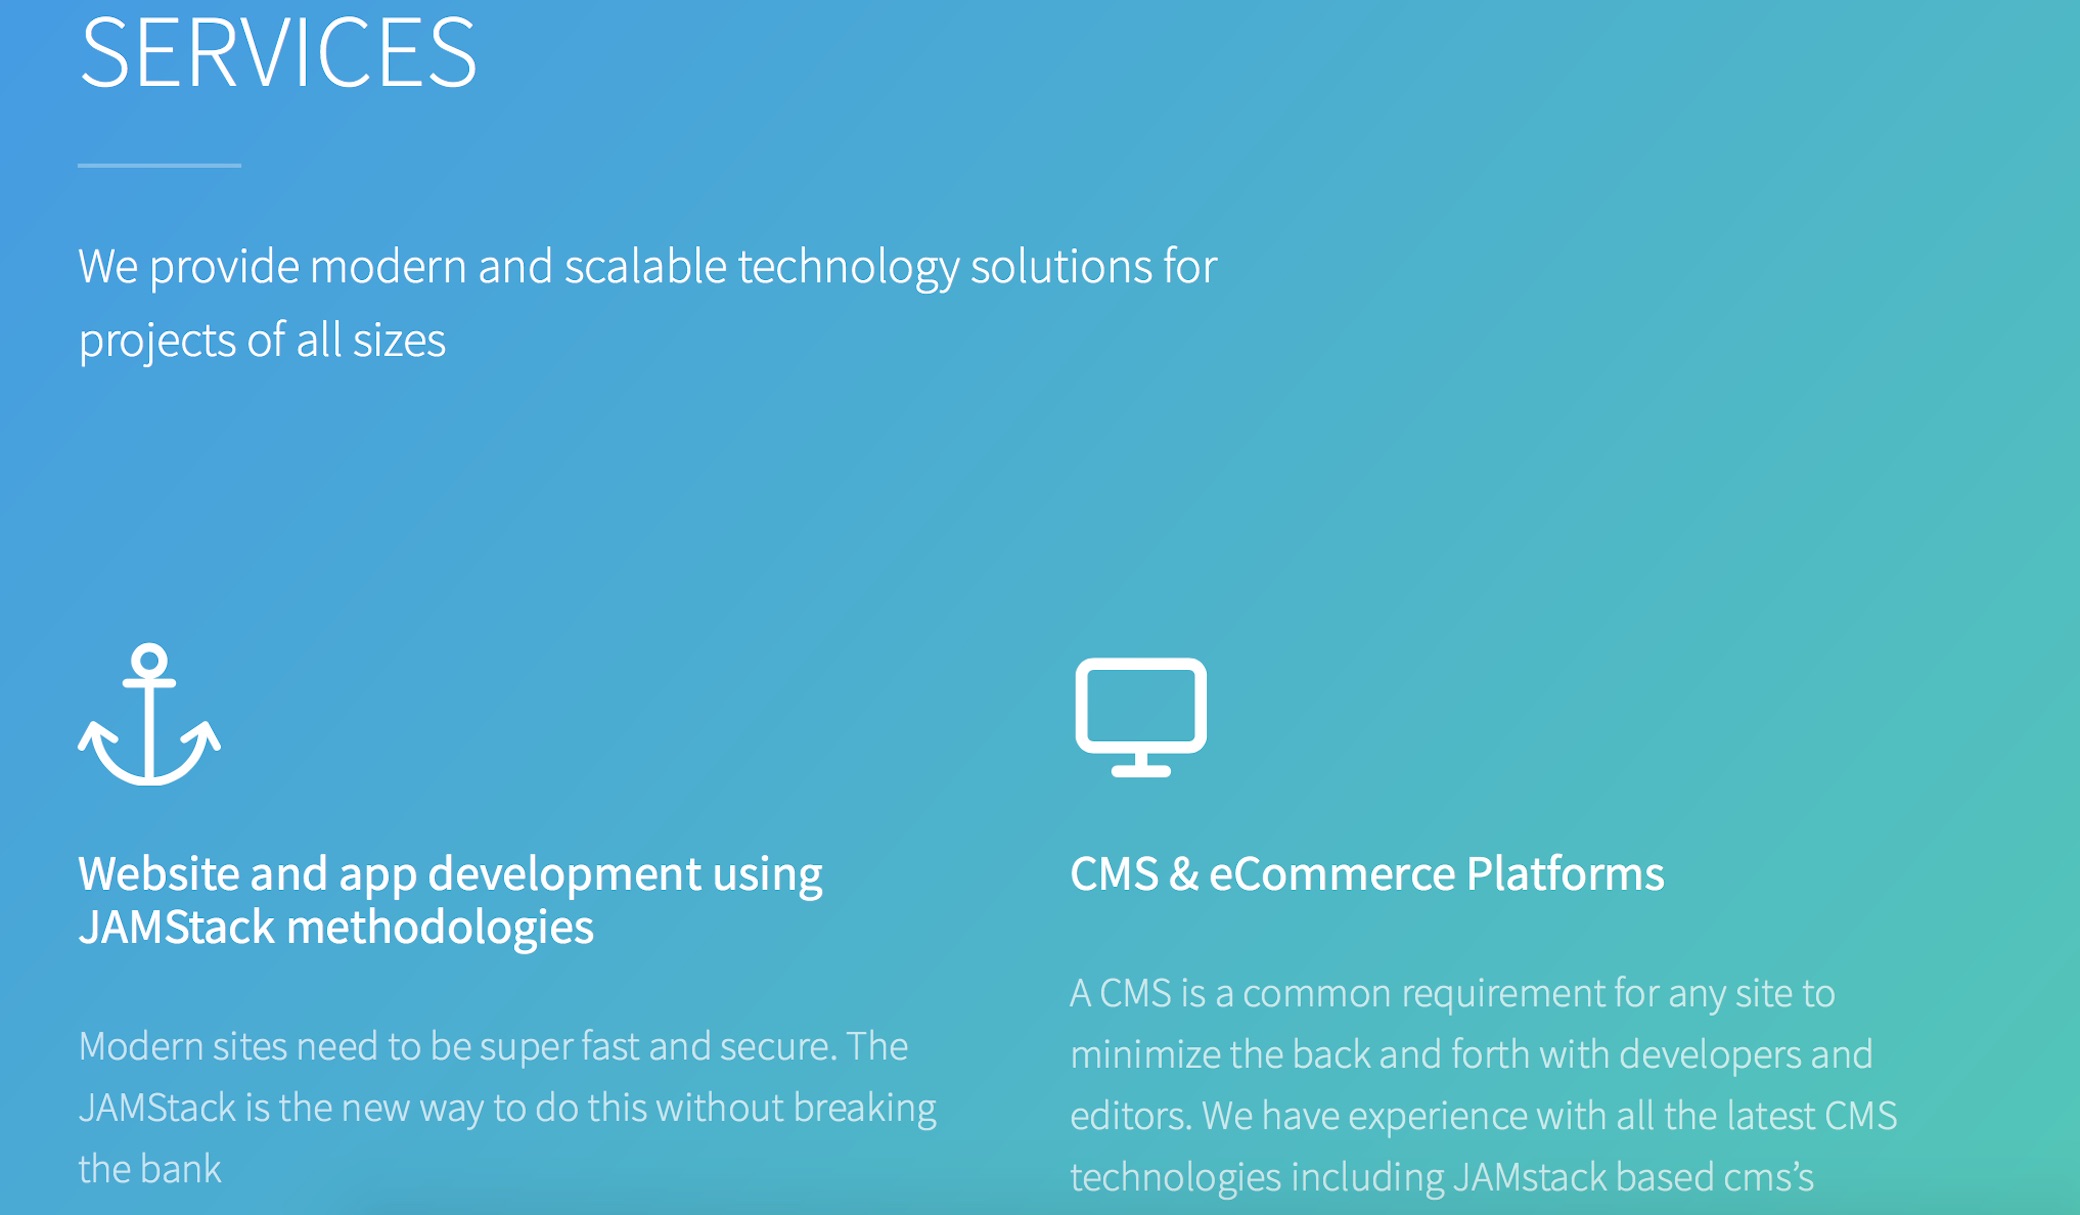 SERVICES
We provide modern and scalable technology solutions for
projects of all sizes
Website and app development using
JAMStack methodologies
Modern sites need to be super fast and secure. The
JAMStack is the new way to do this without breaking
the bank
CMS & eCommerce Platforms
A CMS is a common requirement for any site to
minimize the back and forth with developers and
editors. We have experience with all the latest CMS
technologies including JAMstack based cms’s